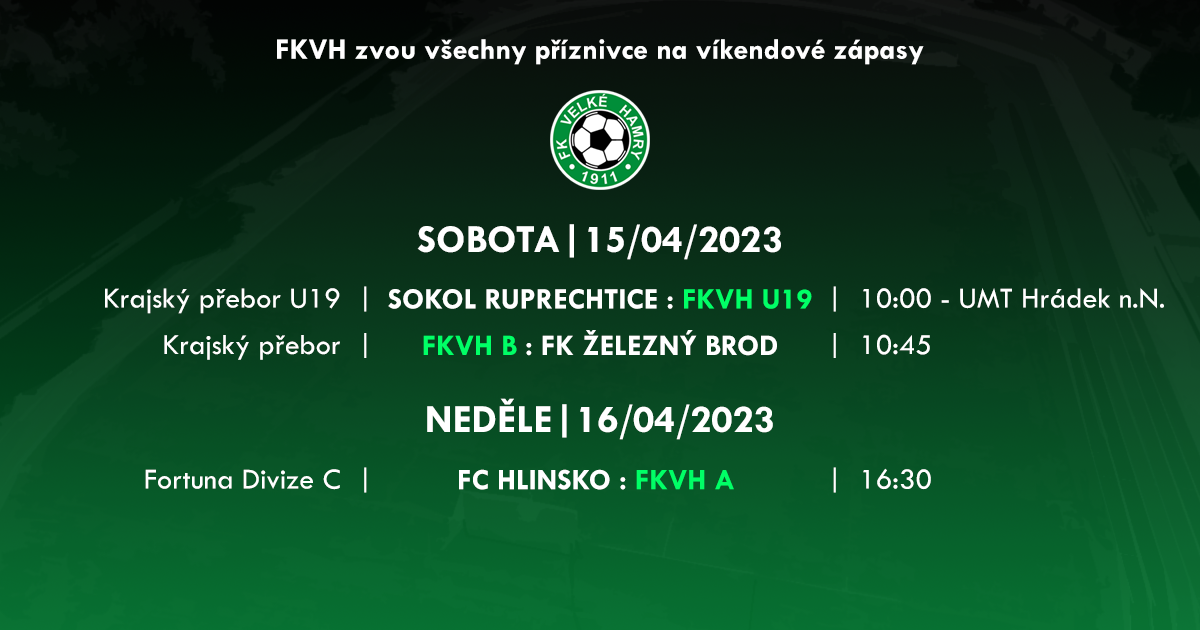 FKVH zvou všechny příznivce na víkendové zápasy
FK VELKÉ HAMRY
1911
SOBOTA | 15/04/2023
Krajský přebor U19 | SOKOL RUPRECHTICE : FKVH U19 | 10:00 - UMT Hrádek n.N.
Krajský přebor | FKVH B : FK ŽELEZNÝ BROD | 10:45
NEDĚLE | 16/04/2023
Fortuna Divize C | FC HLINSKO : FKVH A | 16:30